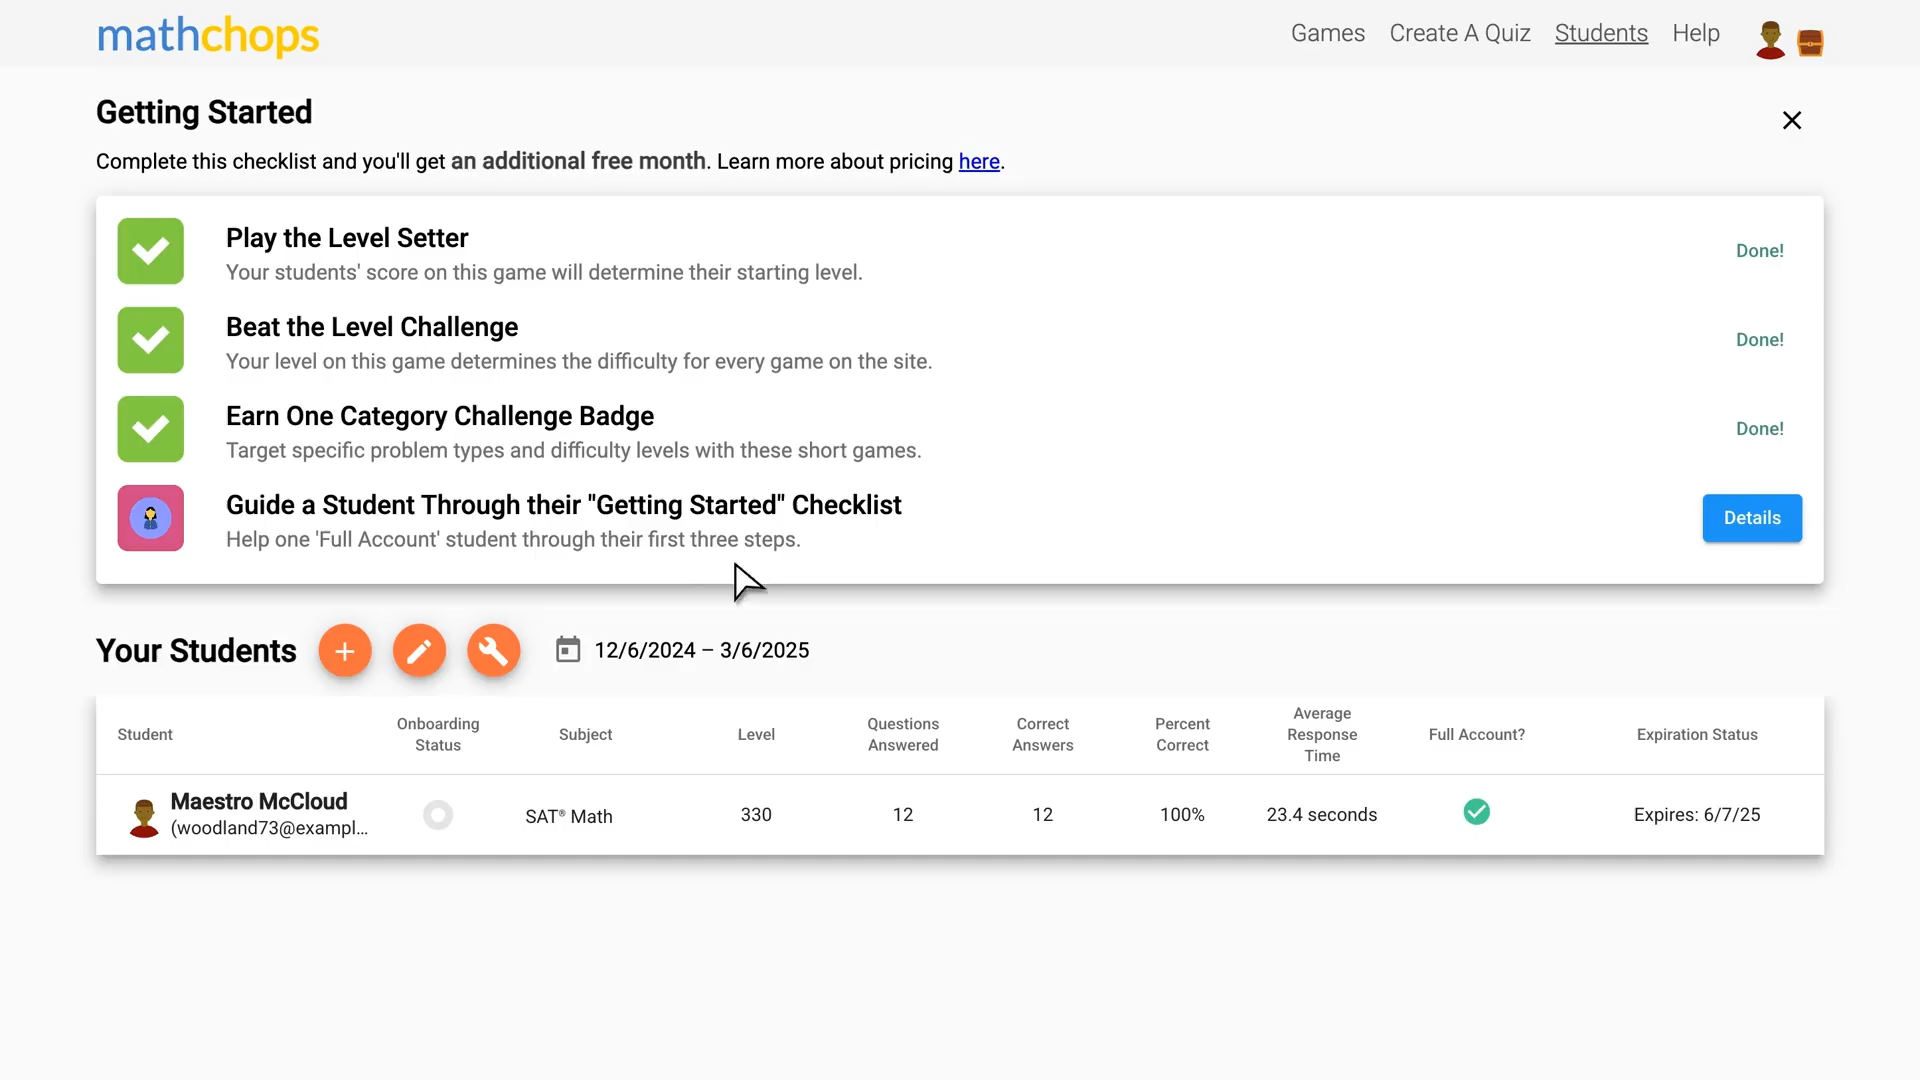 mathchops
Games Create A Quiz Students Help
Getting Started
Complete this checklist and you'll get an additional free month. Learn more about pricing here.
Play the Level Setter
Your students' score on this game will determine their starting level.
Done!
Beat the Level Challenge
Your level on this game determines the difficulty for every game on the site.
Done!
Earn One Category Challenge Badge
Target specific problem types and difficulty levels with these short games.
Done!
Guide a Student Through their "Getting Started" Checklist
Help one 'Full Account' student through their first three steps.
Details
Your Students
12/6/2024 – 3/6/2025
Student
Onboarding
Status
Subject
Level
Questions
Answered
Correct
Answers
Percent
Correct
Average
Response
Time
Full Account?
Expiration Status
Maestro McCloud
(woodland73@exampl...
SAT® Math
330
12
12
100%
23.4 seconds
Expires: 6/7/25